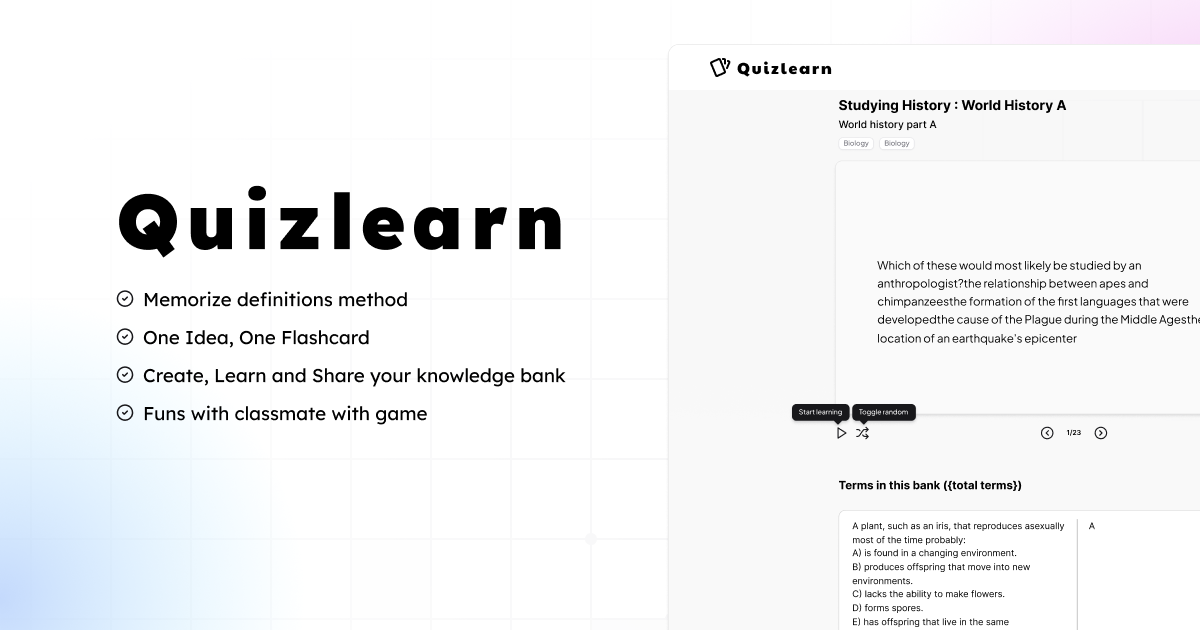 Quizlearn
Memorize definitions method
One Idea, One Flashcard
Create, Learn and Share your knowledge bank
Funs with classmate with game
Quizlearn
Studying History : World History A
World history part A
Biology Biology
Which of these would most likely be studied by an
anthropologist?the relationship between apes and
chimpanzeesthe formation of the first languages that were
developedthe cause of the Plague during the Middle Agesthe
location of an earthquake's epicenter
Start learning Toggle random
1/23
Terms in this bank ({total terms})
A plant, such as an iris, that reproduces asexually
most of the time probably:
A) is found in a changing environment.
B) produces offspring that move into new
environments.
C) lacks the ability to make flowers.
D) forms spores.
E) has offspring that live in the same
A